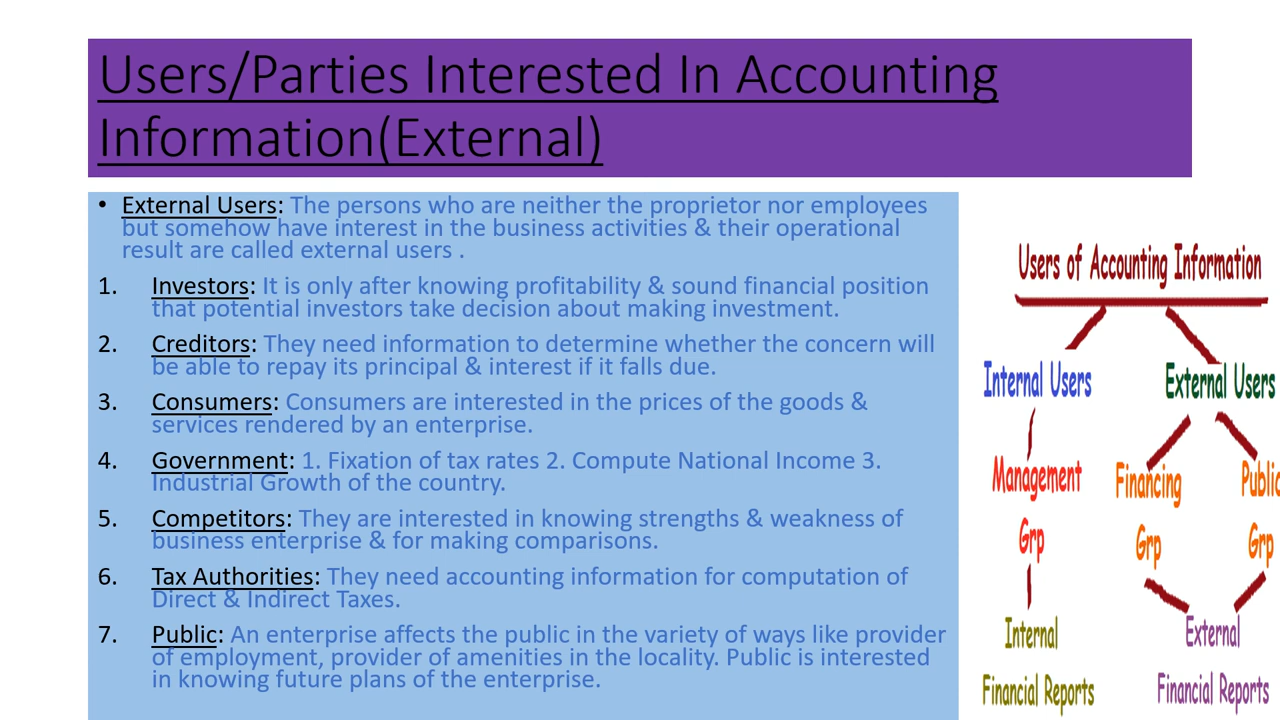 Users/Parties Interested In Accounting
Information(External)
• External Users: The persons who are neither the proprietor nor employees
but somehow have interest in the business activities & their operational
result are called external users .
1. Investors: It is only after knowing profitability & sound financial position
that potential investors take decision about making investment.
2. Creditors: They need information to determine whether the concern will
be able to repay its principal & interest if it falls due.
3. Consumers: Consumers are interested in the prices of the goods &
services rendered by an enterprise.
4. Government: 1. Fixation of tax rates 2. Compute National Income 3.
Industrial Growth of the country.
5. Competitors: They are interested in knowing strengths & weakness of
business enterprise & for making comparisons.
6. Tax Authorities: They need accounting information for computation of
Direct & Indirect Taxes.
7. Public: An enterprise affects the public in the variety of ways like provider
of employment, provider of amenities in the locality. Public is interested
in knowing future plans of the enterprise.
Users of Accounting Information
Internal Users
External Users
Management
Grp
Financing
Grp
Public
Grp
Internal
Financial Reports
External
Financial Reports